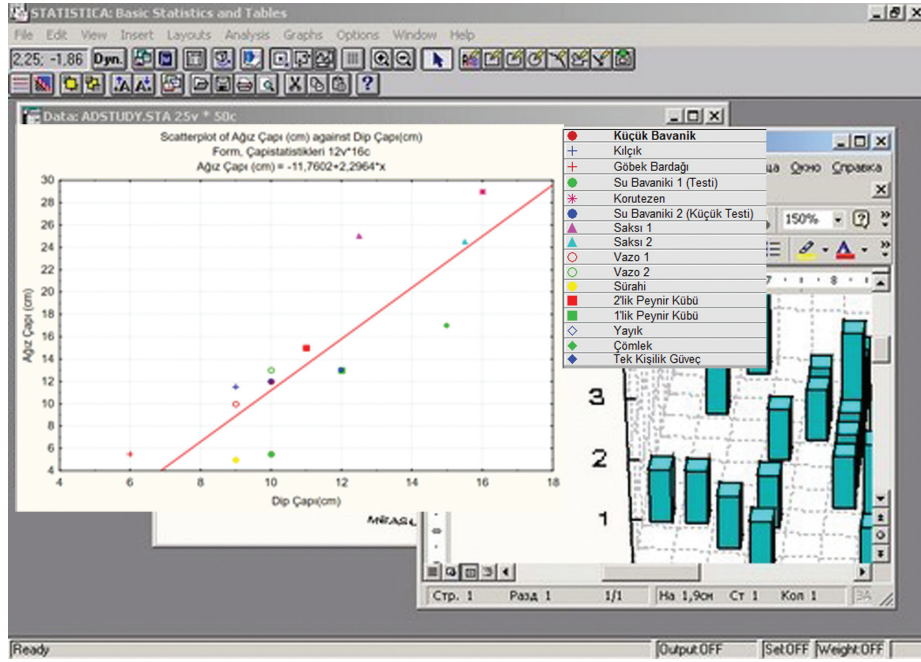 STATISTICA: Basic Statistics and Tables
File Edit View Insert Layouts Analysis Graphs Options Window Help
2,25; -1,86 Dyn.
Data: ADSTUDY.STA 25v * 50c
Scatterplot of Ağız Çapı (cm) against Dip Çapı(cm)
Form, Çapistatistikleri 12v*16c
Ağız Çapı (cm) = -11,7602+2,2964*x
Ağız Çapı (cm)
30
28
26
24
22
20
18
16
14
12
10
8
6
4
4 6 8 10 12 14 16 18
Dip Çapı(cm)
Küçük Bavanik
Kılçık
Göbek Bardağı
Su Bavaniki 1 (Testi)
Korutezen
Su Bavaniki 2 (Küçük Testi)
Saksı 1
Saksı 2
Vazo 1
Vazo 2
Sürahi
2'lik Peynir Kübü
1'lik Peynir Kübü
Yayık
Çömlek
Tek Kişilik Güveç
Окно Справка
150%
7 8
3
2
1
Стр. 1 Разд 1 1/1 На 1,9см Ст 1 Кол 1 ЗА
Ready Output:OFF Sel:OFF Weight:OFF